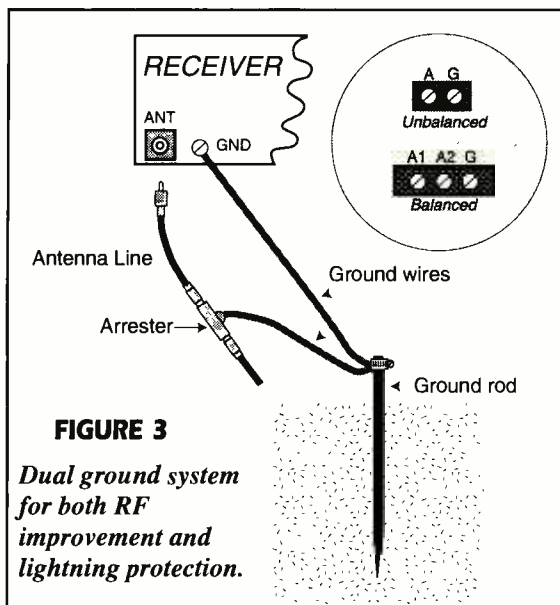 RECEIVER
ANT
GND
A G
Unbalanced
A1 A2 G
Balanced
Antenna Line
Arrester
Ground wires
Ground rod
FIGURE 3
Dual ground system
for both RF
improvement and
lightning protection.